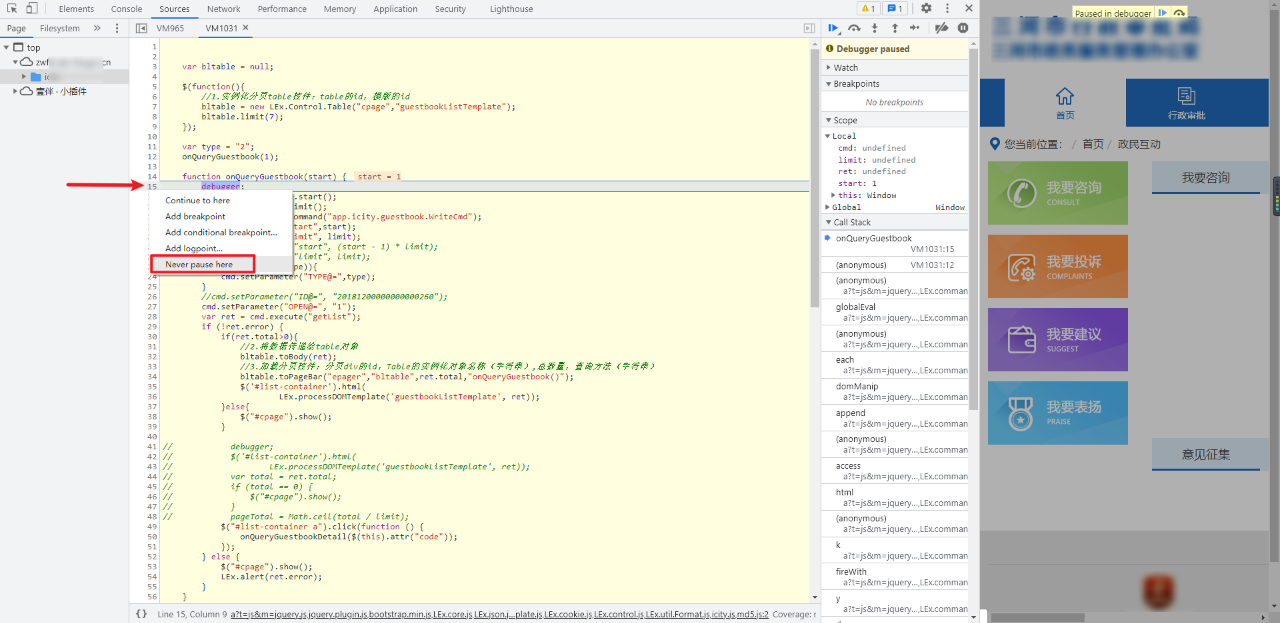 Elements Console Sources Network Performance Memory Application Security Lighthouse 1 1
Page Filesystem » VM965 VM1031 ×
top
zwf cn
ic
壹伴 · 小插件
1
2
3 var bltable = null;
4
5 $(function(){
6 //1.实例化分页table控件：table的id，模版的id
7 bltable = new LEx.Control.Table("cpage","guestbookListTemplate");
8 bltable.limit(7);
9 });
10
11 var type = "2";
12 onQueryGuestbook(1);
13
14 function onQueryGuestbook(start) { start = 1
15 debugger;
.start();
imit();
ommand("app.icity.guestbook.WriteCmd");
start",start);
imit", limit);
"start", (start - 1) * limit);
"limit", limit);
pe)){
24 cmd.setParameter("TYPE@=",type);
25 }
26 //cmd.setParameter("ID@=", "20181200000000000260");
27 cmd.setParameter("OPEN@=", "1");
28 var ret = cmd.execute("getList");
29 if (!ret.error) {
30 if(ret.total>0){
31 //2.将数据传递给table对象
32 bltable.toBody(ret);
33 //3.加载分页控件：分页div的id，Table的实例化对象名称（字符串）,总数量，查询方法（字符串）
34 bltable.toPageBar("epager","bltable",ret.total,"onQueryGuestbook()");
35 $('#list-container').html(
36 LEx.processDOMTemplate('guestbookListTemplate', ret));
37 }else{
38 $("#cpage").show();
39 }
40
41 // debugger;
42 // $('#list-container').html(
43 // LEx.processDOMTemplate('guestbookListTemplate', ret));
44 // var total = ret.total;
45 // if (total == 0) {
46 // $("#cpage").show();
47 // }
48 // pageTotal = Math.ceil(total / limit);
49 $("#list-container a").click(function () {
50 onQueryGuestbookDetail($(this).attr("code"));
51 });
52 } else {
53 $("#cpage").show();
54 LEx.alert(ret.error);
55 }
56 }
Continue to here
Add breakpoint
Add conditional breakpoint...
Add logpoint...
Never pause here
{} Line 15, Column 9 a?t=js&m=jquery.js,jquery.plugin.js,bootstrap.min.js,LEx.core.js,LEx.json.j...plate.js,LEx.cookie.js,LEx.control.js,LEx.util.Format.js,icity.js,md5.js:2 Coverage: r
Debugger paused
Watch
Breakpoints
No breakpoints
Scope
Local
cmd: undefined
limit: undefined
ret: undefined
start: 1
this: Window
Global Window
Call Stack
onQueryGuestbook
VM1031:15
(anonymous) VM1031:12
(anonymous)
a?t=js&m=jquery...,LEx.comman
globalEval
a?t=js&m=jquery...,LEx.comman
(anonymous)
a?t=js&m=jquery...,LEx.comman
each
a?t=js&m=jquery...,LEx.comman
domManip
a?t=js&m=jquery...,LEx.comman
append
a?t=js&m=jquery...,LEx.comman
(anonymous)
a?t=js&m=jquery...,LEx.comman
access
a?t=js&m=jquery...,LEx.comman
html
a?t=js&m=jquery...,LEx.comman
(anonymous)
a?t=js&m=jquery...,LEx.comman
k
a?t=js&m=jquery...,LEx.comman
fireWith
a?t=js&m=jquery...,LEx.comman
y
a?t=js&m=jquery...,LEx.comman
Paused in debugger
首页
行政审批
您当前位置： / 首页 / 政民互动
我要咨询
CONSULT
我要咨询
我要投诉
COMPLAINTS
我要建议
SUGGEST
我要表扬
PRAISE
意见征集